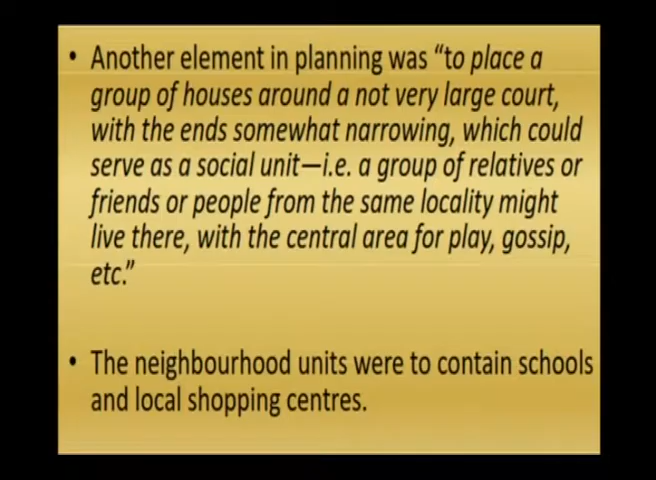 • Another element in planning was “to place a
group of houses around a not very large court,
with the ends somewhat narrowing, which could
serve as a social unit—i.e. a group of relatives or
friends or people from the same locality might
live there, with the central area for play, gossip,
etc.”
• The neighbourhood units were to contain schools
and local shopping centres.